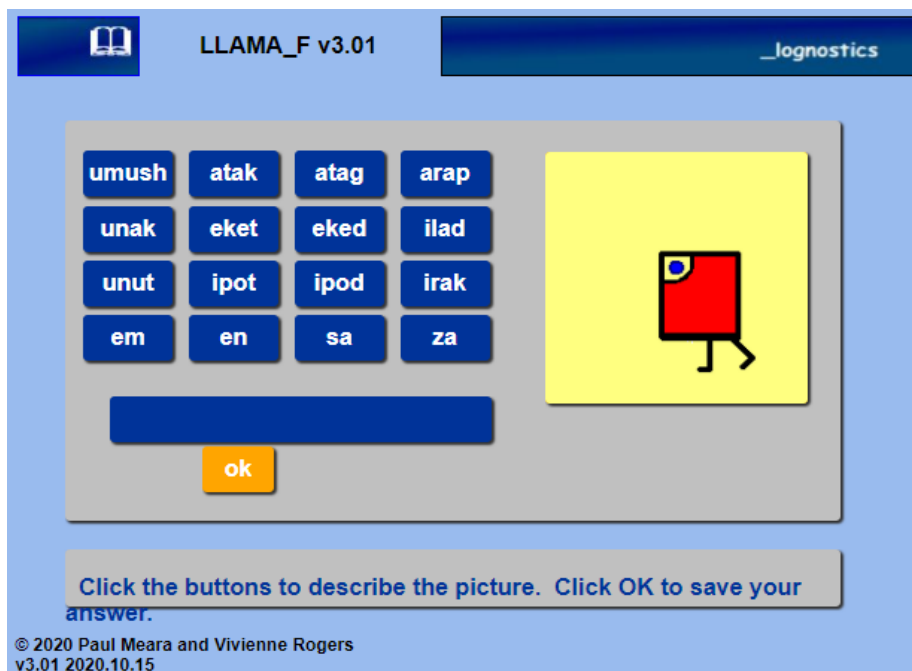 LLAMA_F v3.01
_lognostics
umush atak atag arap
unak eket eked ilad
unut ipot ipod irak
em en sa za
ok
Click the buttons to describe the picture. Click OK to save your
answer.
© 2020 Paul Meara and Vivienne Rogers
v3.01 2020.10.15